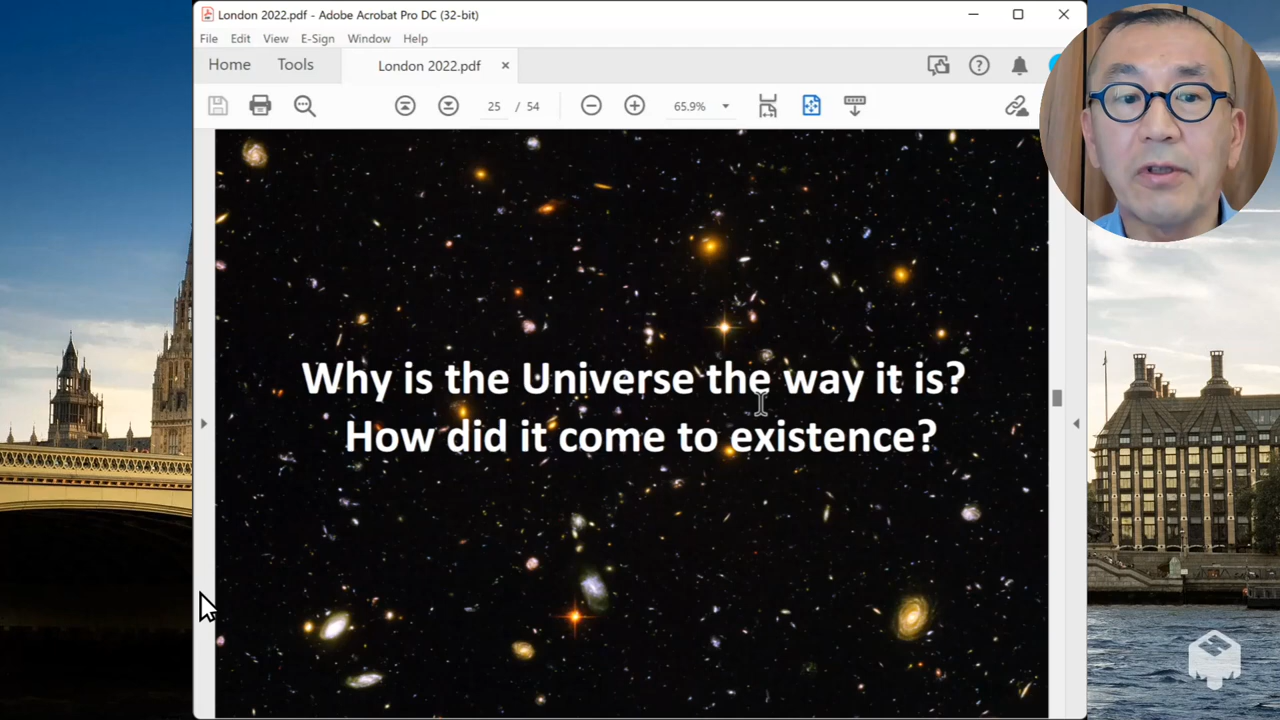 London 2022.pdf - Adobe Acrobat Pro DC (32-bit)
File Edit View E-Sign Window Help
Home Tools London 2022.pdf ×
25 / 54 65.9%
Why is the Universe the way it is?
How did it come to existence?